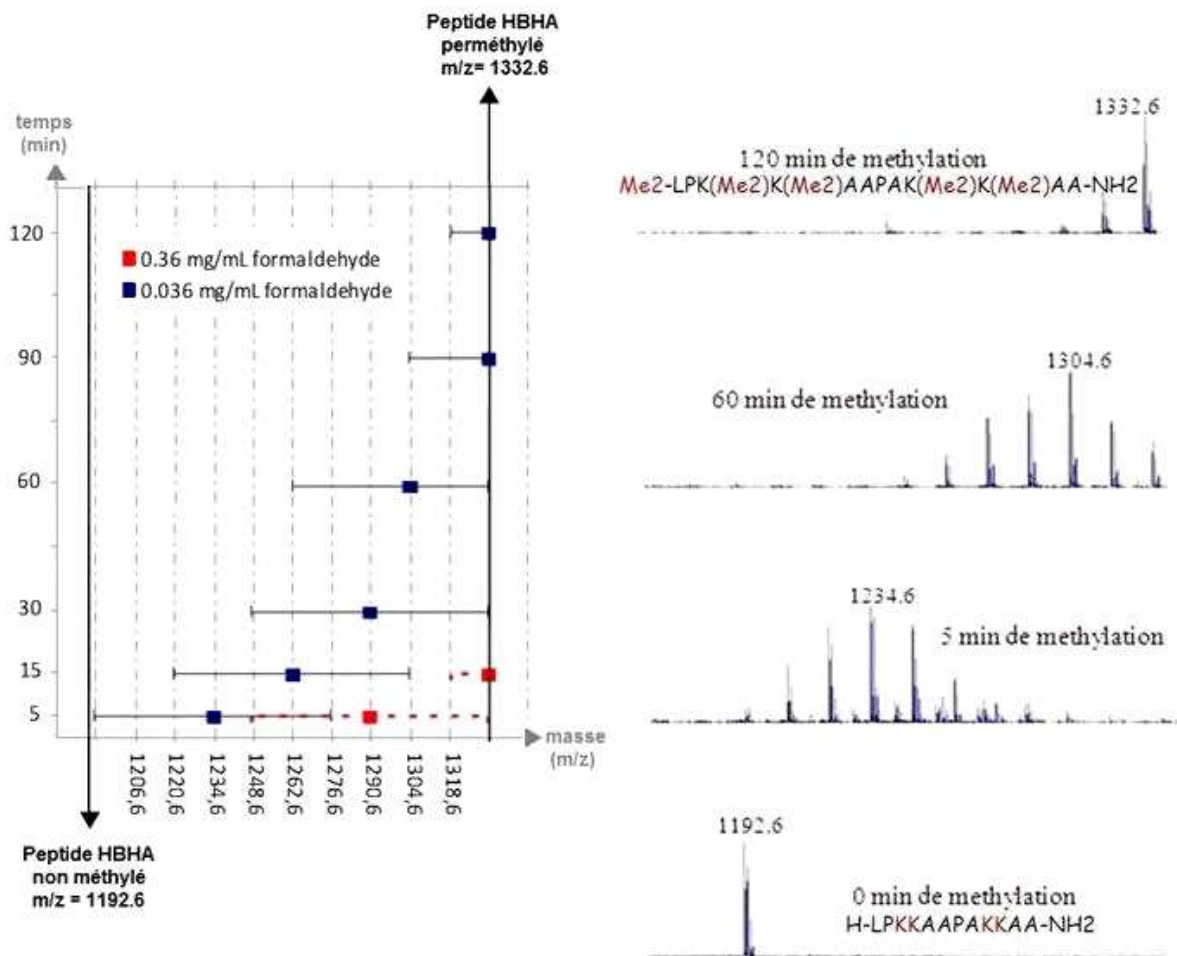 Peptide HBHA
perméthylé
m/z= 1332.6
temps
(min)
120
90
60
30
15
5
0.36 mg/mL formaldehyde
0.036 mg/mL formaldehyde
masse
(m/z)
1206,6
1220,6
1234,6
1248,6
1262,6
1276,6
1290,6
1304,6
1318,6
Peptide HBHA
non méthylé
m/z = 1192.6
1332.6
120 min de methylation
Me2-LPK(Me2)K(Me2)AAPAK(Me2)K(Me2)AA-NH2
1304.6
60 min de methylation
1234.6
5 min de methylation
1192.6
0 min de methylation
H-LPKKAAPAKKAA-NH2